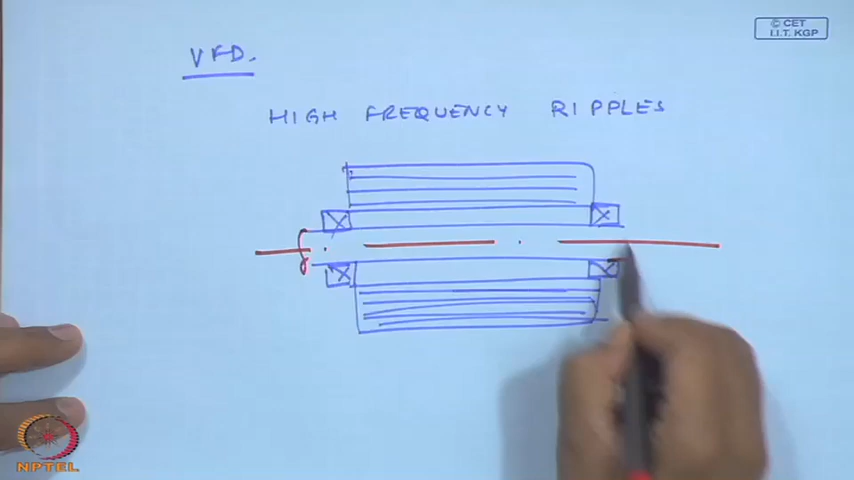 © CET
I.I.T. KGP
VFD.
HIGH FREQUENCY RIPPLES
NPTEL